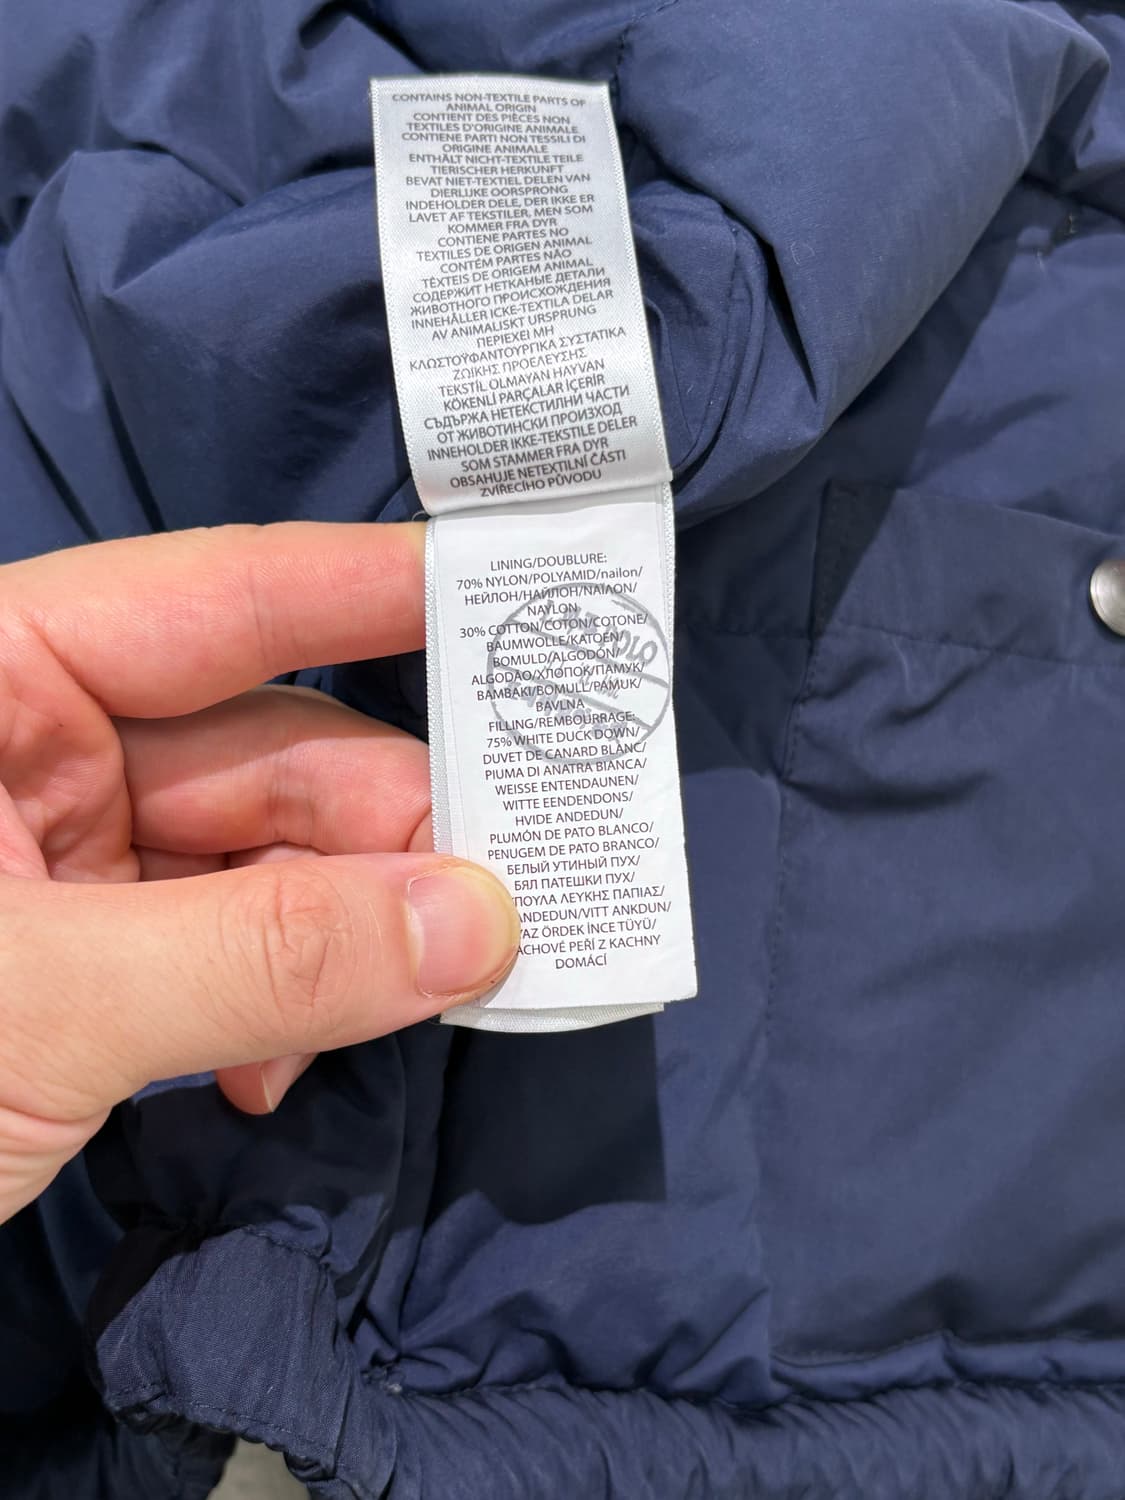 CONTAINS NON-TEXTILE PARTS OF
ANIMAL ORIGIN
CONTIENT DES PIÈCES NON
TEXTILES D'ORIGINE ANIMALE
CONTIENE PARTI NON TESSILI DI
ORIGINE ANIMALE
ENTHÄLT NICHT-TEXTILE TEILE
TIERISCHER HERKUNFT
BEVAT NIET-TEXTIEL DELEN VAN
DIERLIJKE OORSPRONG
INDEHOLDER DELE, DER IKKE ER
LAVET AF TEKSTILER, MEN SOM
KOMMER FRA DYR
CONTIENE PARTES NO
TEXTILES DE ORIGEN ANIMAL
CONTÉM PARTES NÃO
TÊXTEIS DE ORIGEM ANIMAL
СОДЕРЖИТ НЕТКАНЫЕ ДЕТАЛИ
ЖИВОТНОГО ПРОИСХОЖДЕНИЯ
INNEHÅLLER ICKE-TEXTILA DELAR
AV ANIMALISKT URSPRUNG
ΠΕΡΙΕΧΕΙ ΜΗ
ΚΛΩΣΤΟΫΦΑΝΤΟΥΡΓΙΚΑ ΣΥΣΤΑΤΙΚΑ
ΖΩΙΚΗΣ ΠΡΟΕΛΕΥΣΗΣ
TEKSTİL OLMAYAN HAYVAN
KÖKENLİ PARÇALAR İÇERİR
СЪДЪРЖА НЕТЕКСТИЛНИ ЧАСТИ
ОТ ЖИВОТИНСКИ ПРОИЗХОД
INNEHOLDER IKKE-TEKSTILE DELER
SOM STAMMER FRA DYR
OBSAHUJE NETEXTILNÍ ČÁSTI
ZVÍŘECÍHO PŮVODU
LINING/DOUBLURE:
70% NYLON/POLYAMID/nailon/
НЕЙЛОН/НАЙЛОН/ΝΑΪΛΟΝ/
NAYLON
30% COTTON/COTON/COTONE/
BAUMWOLLE/KATOEN/
BOMULD/ALGODÓN/
ALGODÃO/ХЛОПОК/ПАМУК/
ΒΑΜΒΑΚΙ/BOMULL/PAMUK/
BAVLNA
FILLING/REMBOURRAGE:
75% WHITE DUCK DOWN/
DUVET DE CANARD BLANC/
PIUMA DI ANATRA BIANCA/
WEISSE ENTENDAUNEN/
WITTE EENDENDONS/
HVIDE ANDEDUN/
PLUMÓN DE PATO BLANCO/
PENUGEM DE PATO BRANCO/
БЕЛЫЙ УТИНЫЙ ПУХ/
БЯЛ ПАТЕШКИ ПУХ/
ΠΟΥΛΑ ΛΕΥΚΗΣ ΠΑΠΙΑΣ/
ANDEDUN/VITT ANKDUN/
ÖRDEK İNCE TÜYÜ/
PEŘÍ Z KACHNY
DOMÁCÍ